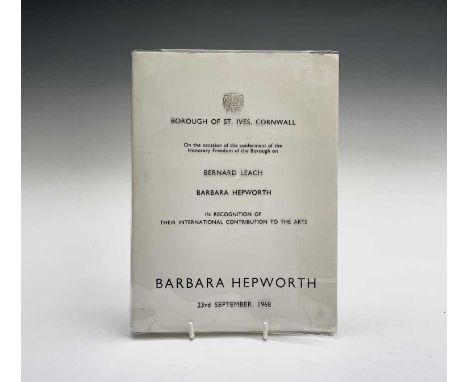 BOROUGH OF ST. IVES, CORNWALL
On the occasion of the conferment of the
Honorary Freedom of the Borough on
BERNARD LEACH
BARBARA HEPWORTH
IN RECOGNITION OF
THEIR INTERNATIONAL CONTRIBUTION TO THE ARTS
BARBARA HEPWORTH
23rd SEPTEMBER, 1968